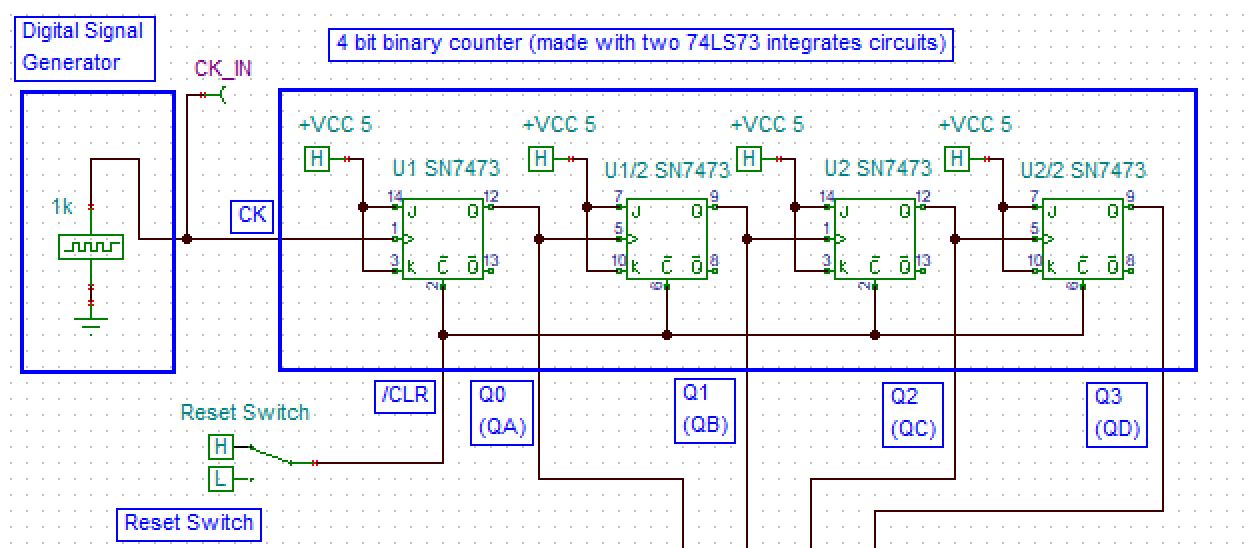 Digital Signal
Generator
4 bit binary counter (made with two 74LS73 integrates circuits)
CK_IN
+VCC 5 +VCC 5 +VCC 5 +VCC 5
H H H H
U1 SN7473 U1/2 SN7473 U2 SN7473 U2/2 SN7473
1k
CK
14 J Q 12 7 J Q 9 14 J Q 12 7 J Q 9
1 5 1 5
3 K C Q 13 10 K C Q 8 3 K C Q 13 10 K C Q 8
2 6 2 6
/CLR
Q0
(QA)
Q1
(QB)
Q2
(QC)
Q3
(QD)
Reset Switch
H
L
Reset Switch